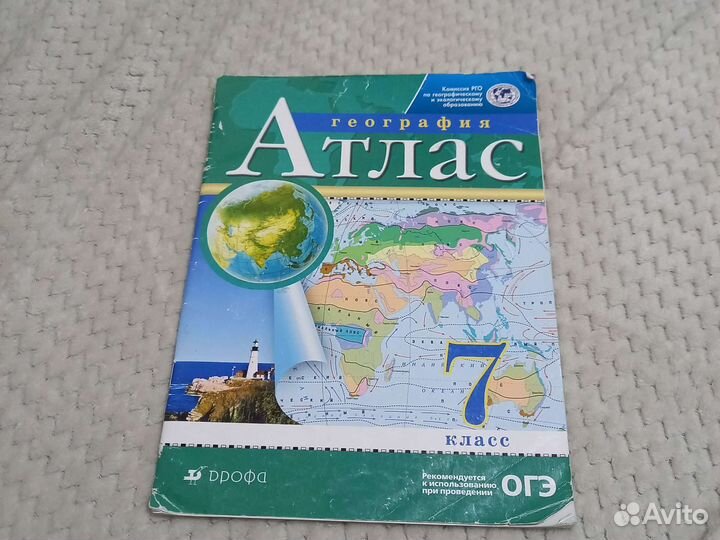 Комиссия РГО
по географическому
и экологическому
образованию
география
Атлас
7
класс
дрофа
Рекомендуется
к использованию
при проведении
ОГЭ
Avito